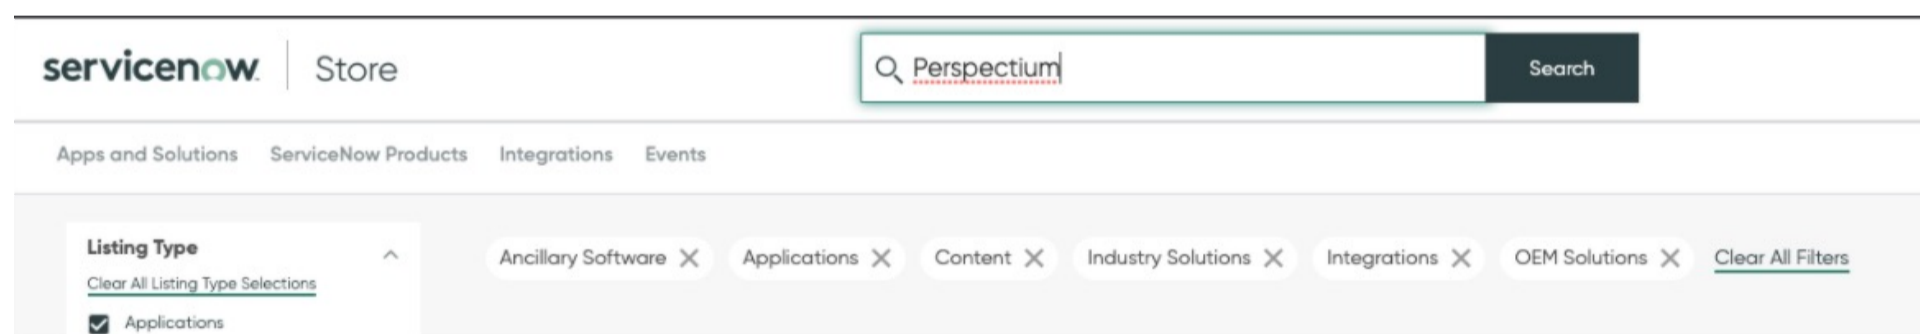 servicenow Store
Perspectium
Search
Apps and Solutions ServiceNow Products Integrations Events
Listing Type
Clear All Listing Type Selections
Applications
Ancillary Software Applications Content Industry Solutions Integrations OEM Solutions Clear All Filters